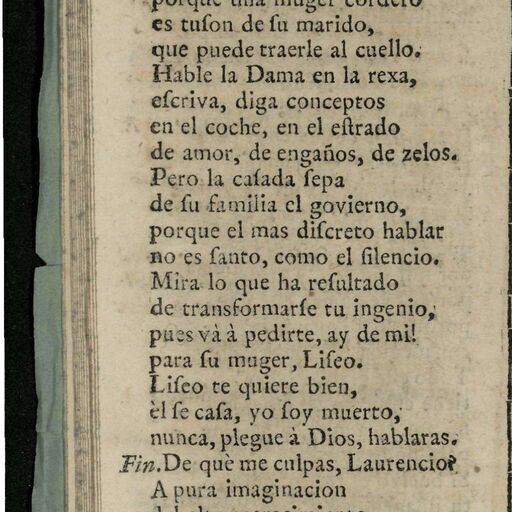 porque una muger cordero
es tuson de ſu marido,
que puede traerle al cuello.
Hable la Dama en la rexa,
eſcriva, diga conceptos
en el coche, en el eſtrado
de amor, de engaños, de zelos.
Pero la caſada ſepa
de ſu familia el govierno,
porque el mas diſcreto hablar
no es ſanto, como el ſilencio.
Mira lo que ha reſultado
de transformarſe tu ingenio,
pues và à pedirte, ay de mi!
para ſu muger, Liſeo.
Liſeo te quiere bien,
èl ſe caſa, yo ſoy muerto,
nunca, plegue à Dios, hablaras.
Fin. De què me culpas, Laurencio?
A pura imaginacion